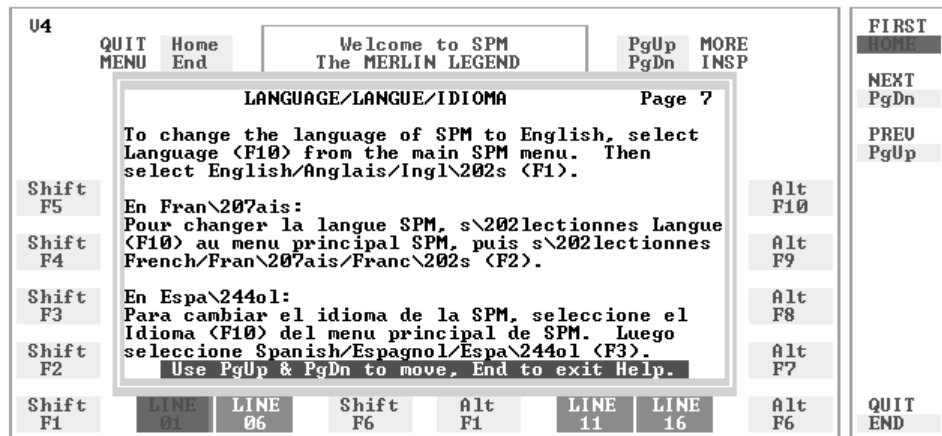 V4
QUIT Home Welcome to SPM PgUp MORE
MENU End The MERLIN LEGEND PgDn INSP
LANGUAGE/LANGUE/IDIOMA Page 7
To change the language of SPM to English, select
Language (F10) from the main SPM menu. Then
select English/Anglais/Ingl\202s (F1).
En Fran\207ais:
Pour changer la langue SPM, s\202lectionnes Langue
(F10) au menu principal SPM, puis s\202lectionnes
French/Fran\207ais/Franc\202s (F2).
En Espa\244ol:
Para cambiar el idioma de la SPM, seleccione el
Idioma (F10) del menu principal de SPM. Luego
seleccione Spanish/Espagnol/Espa\244ol (F3).
Use PgUp & PgDn to move, End to exit Help.
Shift
F5
Shift
F4
Shift
F3
Shift
F2
Alt
F10
Alt
F9
Alt
F8
Alt
F7
Shift LINE LINE Shift Alt LINE LINE Alt
F1 01 06 F6 F1 11 16 F6
FIRST
HOME
NEXT
PgDn
PREV
PgUp
QUIT
END